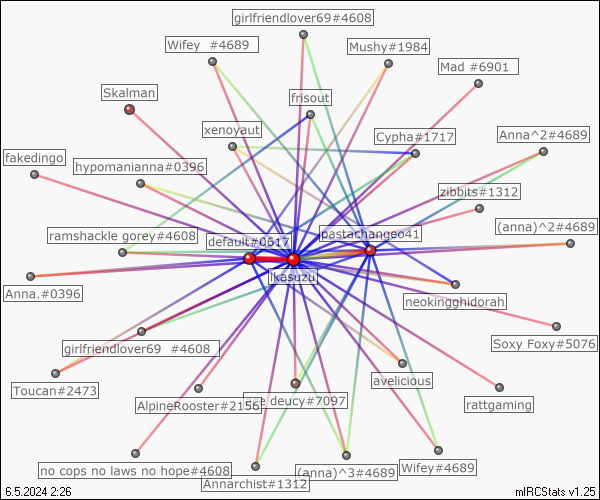 girlfriendlover69#4608
Wifey  #4689
Mushy#1984
Mad #6901
Skalman
frisout
xenoyaut
Cypha#1717
Anna^2#4689
fakedingo
hypomanianna#0396
zibbits#1312
ramshackle gorey#4608
default#0617
pastachangeo41
(anna)^2#4689
ikasuzu
Anna.#0396
neokingghidorah
girlfriendlover69  #4608
Soxy Foxy#5076
Toucan#2473
avelicious
AlpineRooster#2156
deucy#7097
rattgaming
no cops no laws no hope#4608
Annarchist#1312
(anna)^3#4689
Wifey#4689
6.5.2024 2:26
mIRCStats v1.25